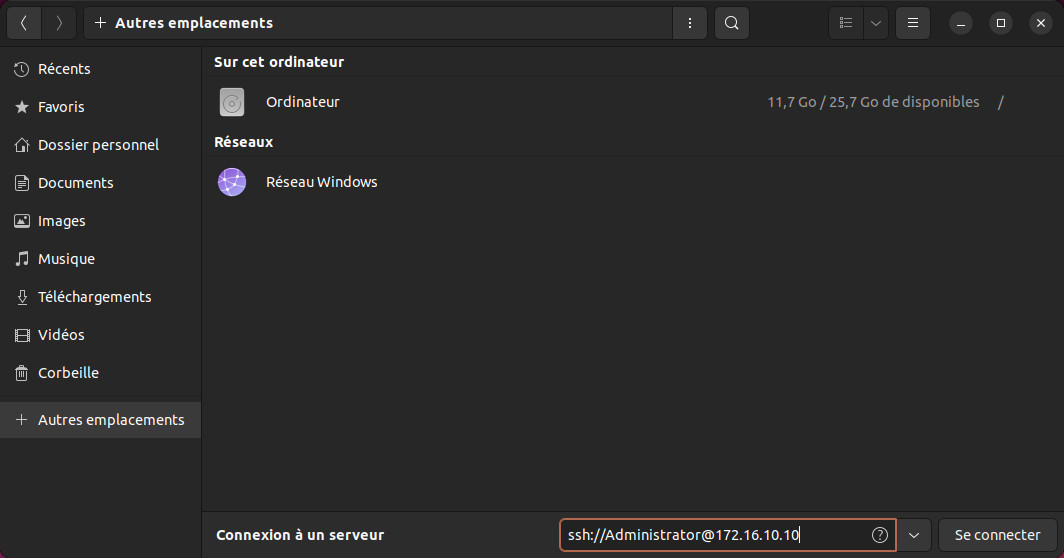 Autres emplacements
Récents
Favoris
Dossier personnel
Documents
Images
Musique
Téléchargements
Vidéos
Corbeille
Autres emplacements
Sur cet ordinateur
Ordinateur 11,7 Go / 25,7 Go de disponibles /
Réseaux
Réseau Windows
Connexion à un serveur ssh://Administrator@172.16.10.10 ? Se connecter